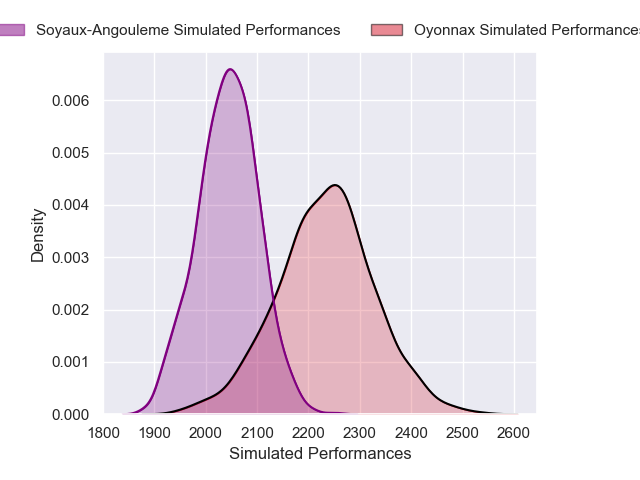 Soyaux-Angouleme Simulated Performances Oyonnax Simulated Performances
0.006
0.005
0.004
0.003
0.002
0.001
0.000
Density
1800 1900 2000 2100 2200 2300 2400 2500 2600
Simulated Performances